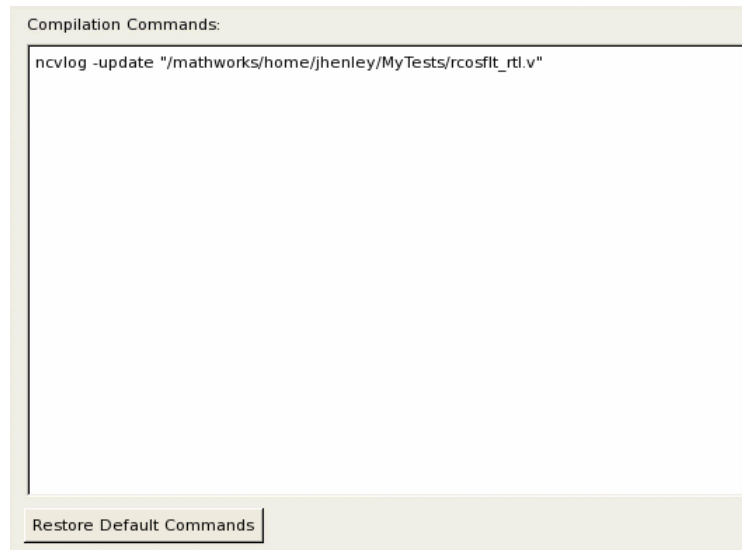 Compilation Commands:
ncvlog -update "/mathworks/home/jhenley/MyTests/rcosflt_rtl.v"
Restore Default Commands